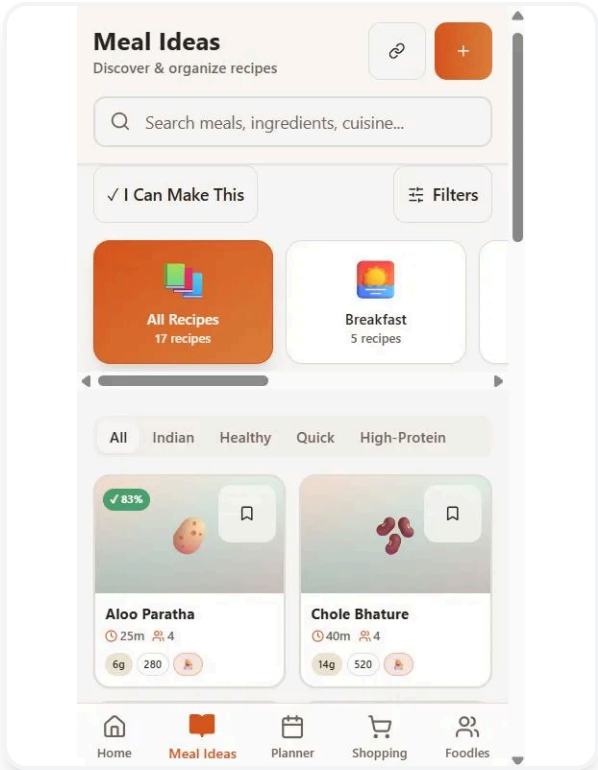 Meal Ideas
Discover & organize recipes
+
Search meals, ingredients, cuisine...
✓ I Can Make This
Filters
All Recipes
17 recipes
Breakfast
5 recipes
All Indian Healthy Quick High-Protein
✓ 83%
Aloo Paratha
25m 4
6g 280
Chole Bhature
40m 4
14g 520
Home Meal Ideas Planner Shopping Foodles